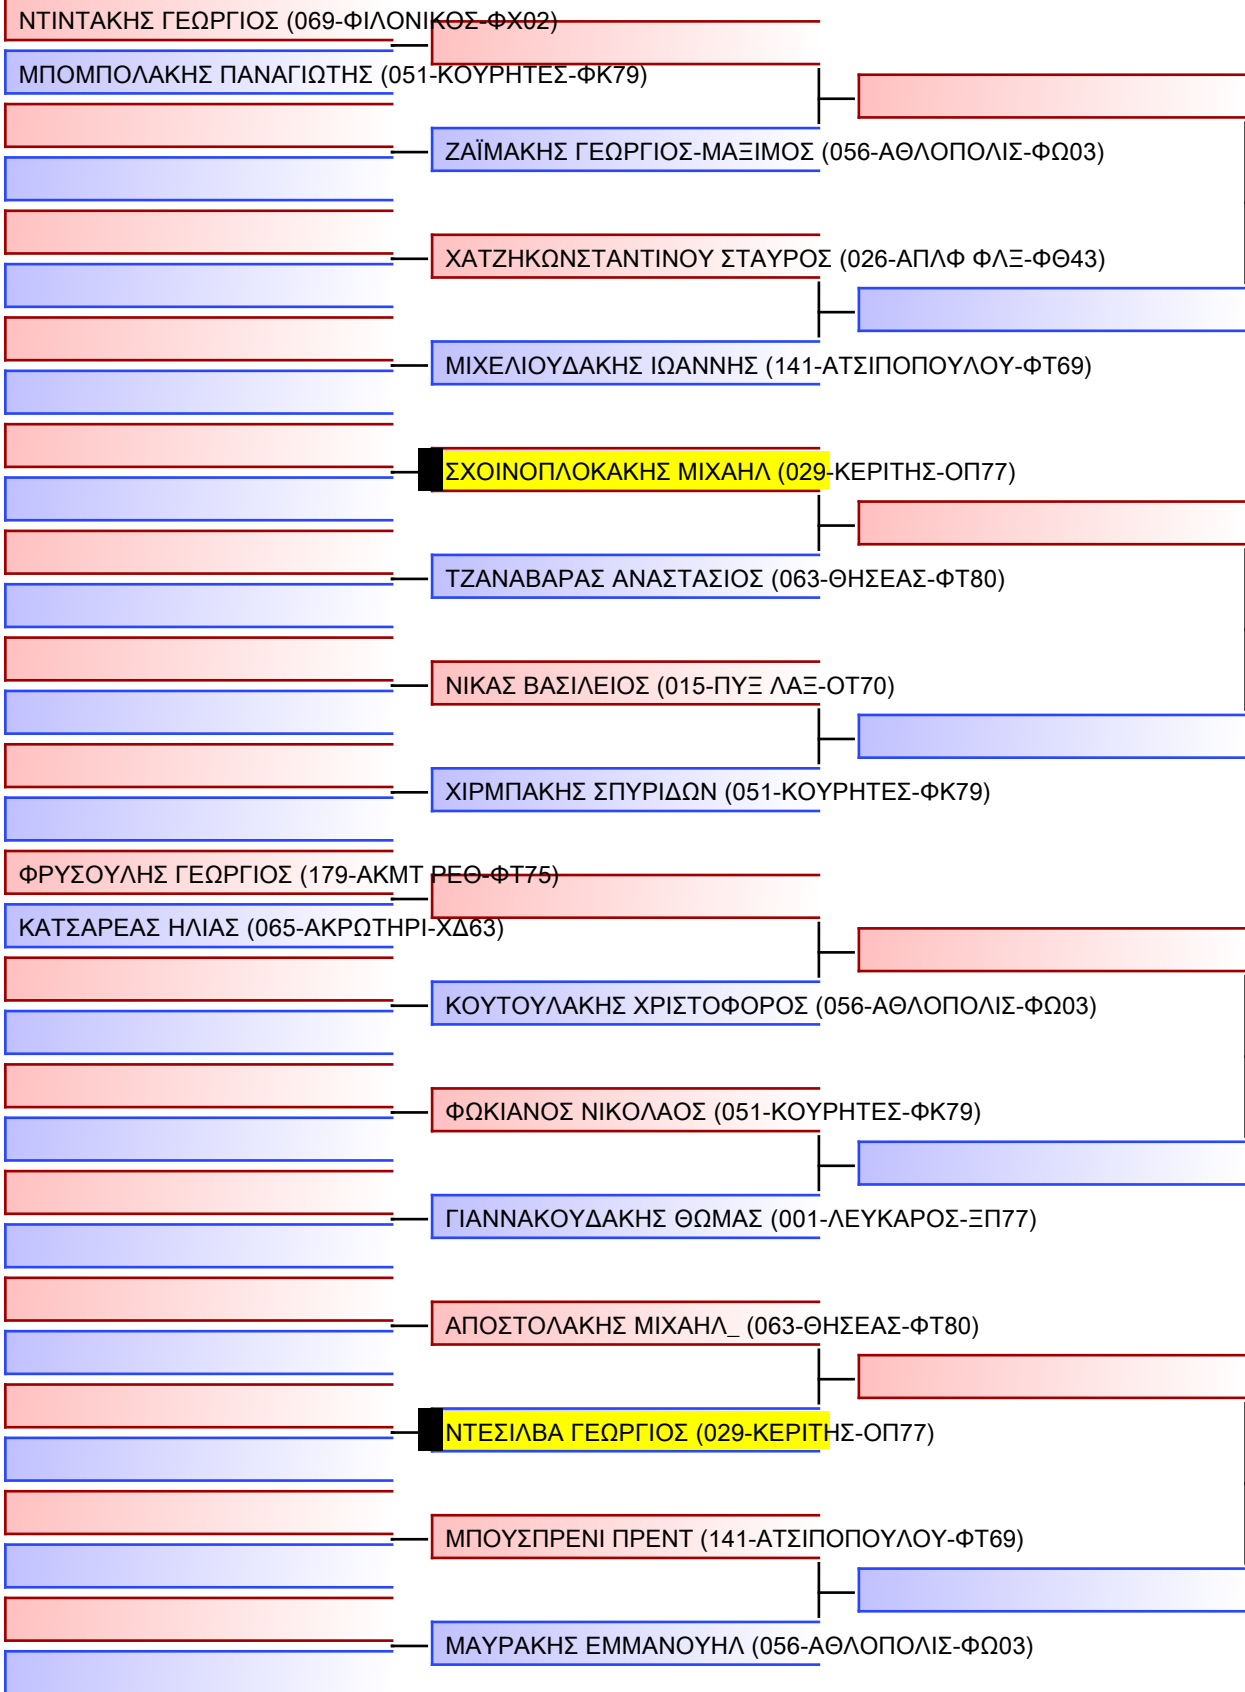 ΝΤΙΝΤΑΚΗΣ ΓΕΩΡΓΙΟΣ (069-ΦΙΛΟΝΙΚΟΣ-ΦΧ02)
ΜΠΟΜΠΟΛΑΚΗΣ ΠΑΝΑΓΙΩΤΗΣ (051-ΚΟΥΡΗΤΕΣ-ΦΚ79)
ΖΑΪΜΑΚΗΣ ΓΕΩΡΓΙΟΣ-ΜΑΞΙΜΟΣ (056-ΑΘΛΟΠΟΛΙΣ-ΦΩ03)
ΧΑΤΖΗΚΩΝΣΤΑΝΤΙΝΟΥ ΣΤΑΥΡΟΣ (026-ΑΠΛΦ ΦΛΞ-ΦΘ43)
ΜΙΧΕΛΙΟΥΔΑΚΗΣ ΙΩΑΝΝΗΣ (141-ΑΤΣΙΠΟΠΟΥΛΟΥ-ΦΤ69)
ΣΧΟΙΝΟΠΛΟΚΑΚΗΣ ΜΙΧΑΗΛ (029-ΚΕΡΙΤΗΣ-ΟΠ77)
ΤΖΑΝΑΒΑΡΑΣ ΑΝΑΣΤΑΣΙΟΣ (063-ΘΗΣΕΑΣ-ΦΤ80)
ΝΙΚΑΣ ΒΑΣΙΛΕΙΟΣ (015-ΠΥΞ ΛΑΞ-ΟΤ70)
ΧΙΡΜΠΑΚΗΣ ΣΠΥΡΙΔΩΝ (051-ΚΟΥΡΗΤΕΣ-ΦΚ79)
ΦΡΥΣΟΥΛΗΣ ΓΕΩΡΓΙΟΣ (179-ΑΚΜΤ ΡΕΘ-ΦΤ75)
ΚΑΤΣΑΡΕΑΣ ΗΛΙΑΣ (065-ΑΚΡΩΤΗΡΙ-ΧΔ63)
ΚΟΥΤΟΥΛΑΚΗΣ ΧΡΙΣΤΟΦΟΡΟΣ (056-ΑΘΛΟΠΟΛΙΣ-ΦΩ03)
ΦΩΚΙΑΝΟΣ ΝΙΚΟΛΑΟΣ (051-ΚΟΥΡΗΤΕΣ-ΦΚ79)
ΓΙΑΝΝΑΚΟΥΔΑΚΗΣ ΘΩΜΑΣ (001-ΛΕΥΚΑΡΟΣ-ΞΠ77)
ΑΠΟΣΤΟΛΑΚΗΣ ΜΙΧΑΗΛ_ (063-ΘΗΣΕΑΣ-ΦΤ80)
ΝΤΕΣΙΛΒΑ ΓΕΩΡΓΙΟΣ (029-ΚΕΡΙΤΗΣ-ΟΠ77)
ΜΠΟΥΣΠΡΕΝΙ ΠΡΕΝΤ (141-ΑΤΣΙΠΟΠΟΥΛΟΥ-ΦΤ69)
ΜΑΥΡΑΚΗΣ ΕΜΜΑΝΟΥΗΛ (056-ΑΘΛΟΠΟΛΙΣ-ΦΩ03)